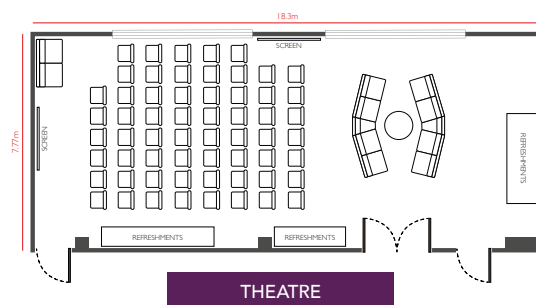 18.3m
SCREEN
7.77m
SCREEN
REFRESHMENTS
REFRESHMENTS
REFRESHMENTS
THEATRE